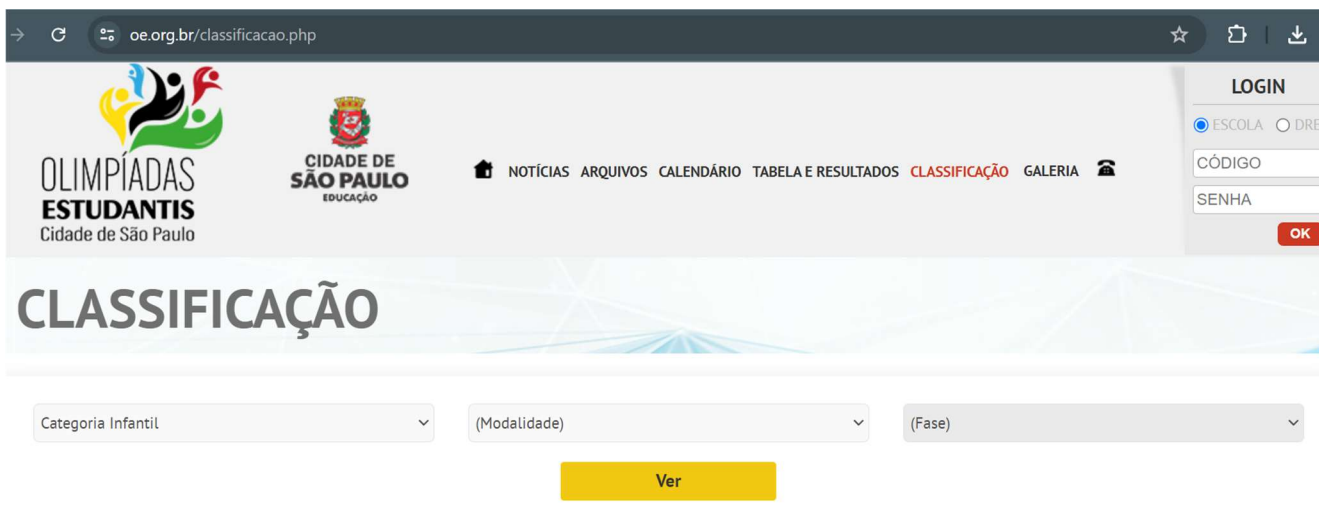 oe.org.br/classificacao.php
OLIMPÍADAS
ESTUDANTIS
Cidade de São Paulo
CIDADE DE
SÃO PAULO
EDUCAÇÃO
NOTÍCIAS ARQUIVOS CALENDÁRIO TABELA E RESULTADOS CLASSIFICAÇÃO GALERIA
LOGIN
ESCOLA DRE
CÓDIGO
SENHA
OK
CLASSIFICAÇÃO
Categoria Infantil (Modalidade) (Fase)
Ver